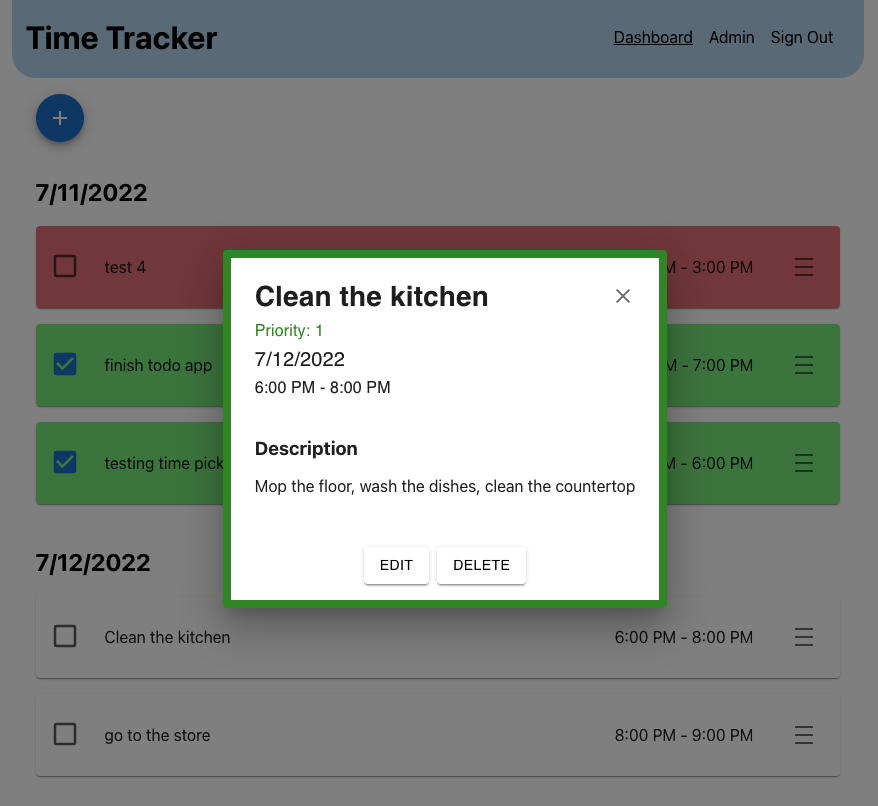 Time Tracker
Dashboard Admin Sign Out
+
7/11/2022
test 4
- 3:00 PM
finish todo app
- 7:00 PM
testing time pick
- 6:00 PM
Clean the kitchen
Priority: 1
7/12/2022
6:00 PM - 8:00 PM
Description
Mop the floor, wash the dishes, clean the countertop
EDIT DELETE
7/12/2022
Clean the kitchen 6:00 PM - 8:00 PM
go to the store 8:00 PM - 9:00 PM